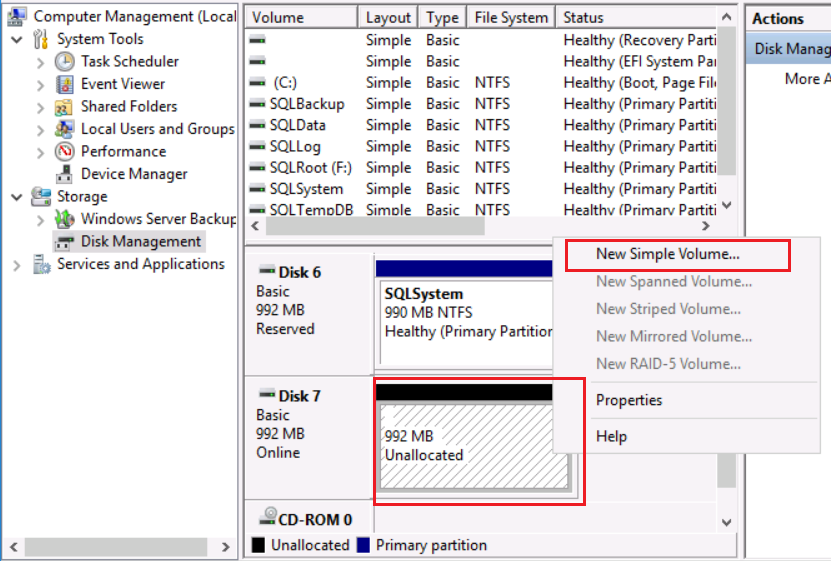 Computer Management (Local
System Tools
Task Scheduler
Event Viewer
Shared Folders
Local Users and Groups
Performance
Device Manager
Storage
Windows Server Backup
Disk Management
Services and Applications
Volume Layout Type File System Status
Simple Basic Healthy (Recovery Parti
Simple Basic Healthy (EFI System Par
(C:) Simple Basic NTFS Healthy (Boot, Page File
SQLBackup Simple Basic NTFS Healthy (Primary Partiti
SQLData Simple Basic NTFS Healthy (Primary Partiti
SQLLog Simple Basic NTFS Healthy (Primary Partiti
SQLRoot (F:) Simple Basic NTFS Healthy (Primary Partiti
SQLSystem Simple Basic NTFS Healthy (Primary Partiti
SQLTempDB Simple Basic NTFS Healthy (Primary Partiti
Disk 6
Basic
992 MB
Reserved
SQLSystem
990 MB NTFS
Healthy (Primary Partition
Disk 7
Basic
992 MB
Online
992 MB
Unallocated
CD-ROM 0
Unallocated Primary partition
New Simple Volume...
New Spanned Volume...
New Striped Volume...
New Mirrored Volume...
New RAID-5 Volume...
Properties
Help
Actions
Disk Manag
More A